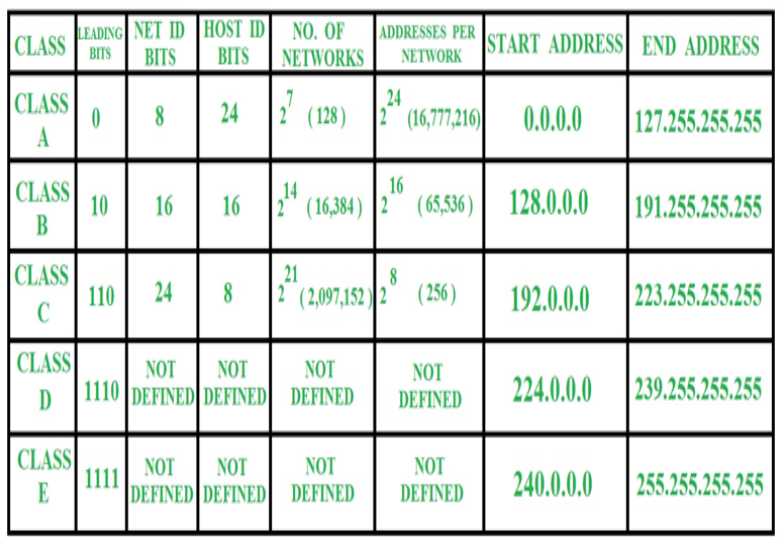 CLASS LEADING BITS NET ID BITS HOST ID BITS NO. OF NETWORKS ADDRESSES PER NETWORK START ADDRESS END ADDRESS
CLASS A 0 8 24 2^7 (128) 2^24 (16,777,216) 0.0.0.0 127.255.255.255
CLASS B 10 16 16 2^14 (16,384) 2^16 (65,536) 128.0.0.0 191.255.255.255
CLASS C 110 24 8 2^21 (2,097,152) 2^8 (256) 192.0.0.0 223.255.255.255
CLASS D 1110 NOT DEFINED NOT DEFINED NOT DEFINED NOT DEFINED 224.0.0.0 239.255.255.255
CLASS E 1111 NOT DEFINED NOT DEFINED NOT DEFINED NOT DEFINED 240.0.0.0 255.255.255.255